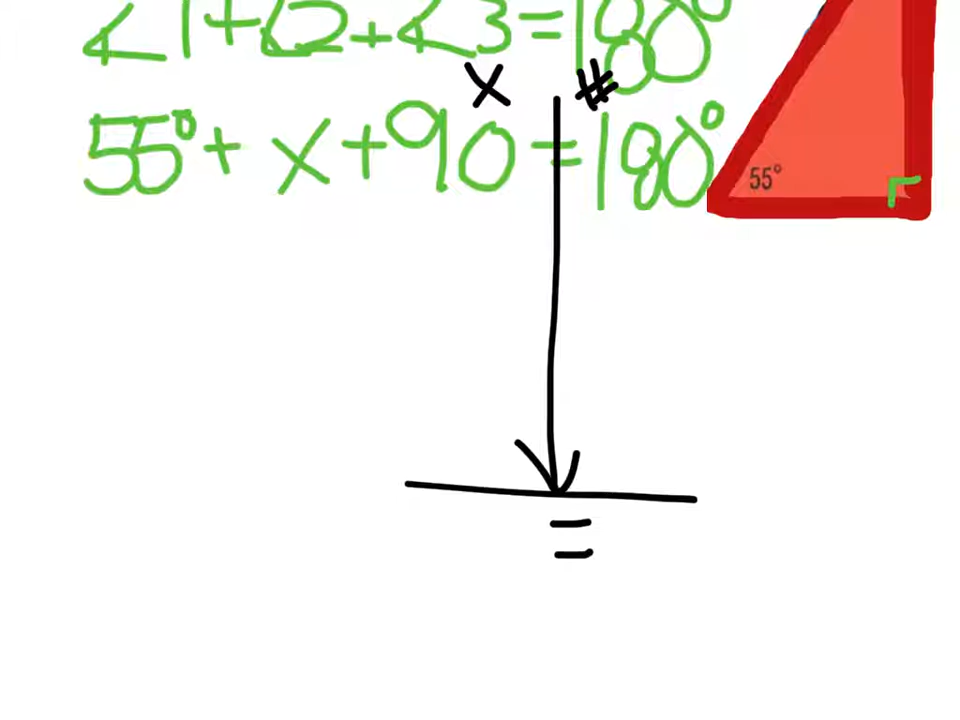 ∠1+∠2+∠3=180°
x #
55°+ x+90=180°
55°
=